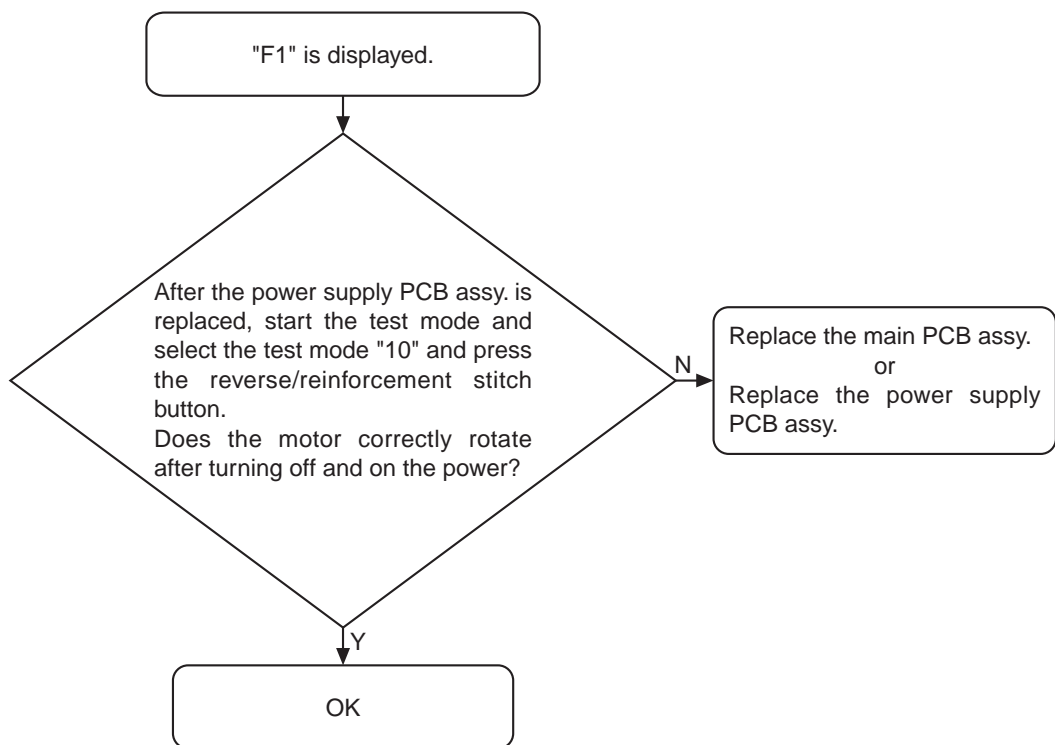 "F1" is displayed.
After the power supply PCB assy. is
replaced, start the test mode and
select the test mode "10" and press
the reverse/reinforcement stitch
button.
Does the motor correctly rotate
after turning off and on the power?
N
Replace the main PCB assy.
or
Replace the power supply
PCB assy.
Y
OK